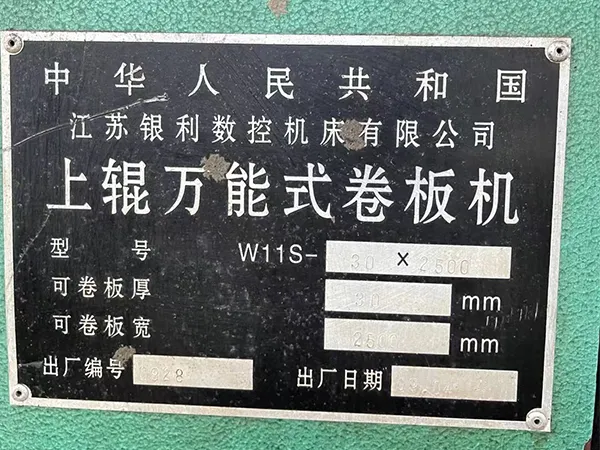 中华人民共和国
江苏银利数控机床有限公司
上辊万能式卷板机
型 号 W11S- 30 X 2500
可卷板厚 30 mm
可卷板宽 2500 mm
出厂编号 028 出厂日期